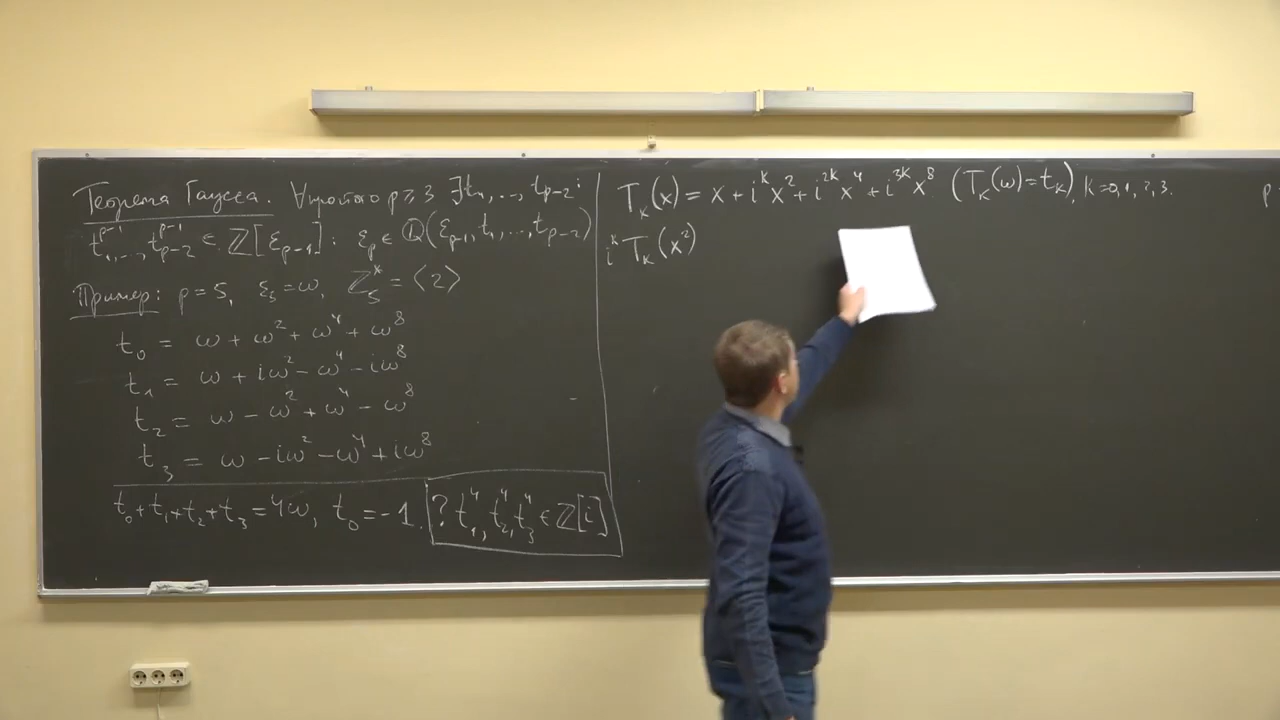 Теорема Гаусса. ∀ простого p ≥ 3 ∃ t₁, ..., t_{p-2}:
t₁^{p-1}, ..., t_{p-2}^{p-1} ∈ ℤ[ε_{p-1}]: ε_p ∈ ℚ(ε_{p-1}, t₁, ..., t_{p-2})
Пример: p = 5, ε₅ = ω, ℤ₅^× = ⟨2⟩
t₀ = ω + ω² + ω⁴ + ω⁸
t₁ = ω + iω² − ω⁴ − iω⁸
t₂ = ω − ω² + ω⁴ − ω⁸
t₃ = ω − iω² − ω⁴ + iω⁸
t₀ + t₁ + t₂ + t₃ = 4ω, t₀ = −1. ? t₁⁴, t₂⁴, t₃⁴ ∈ ℤ[i]
T_k(x) = x + i^k x² + i^{2k} x⁴ + i^{3k} x⁸ (T_k(ω) = t_k), k = 0, 1, 2, 3.
i^k T_k(x²)
p